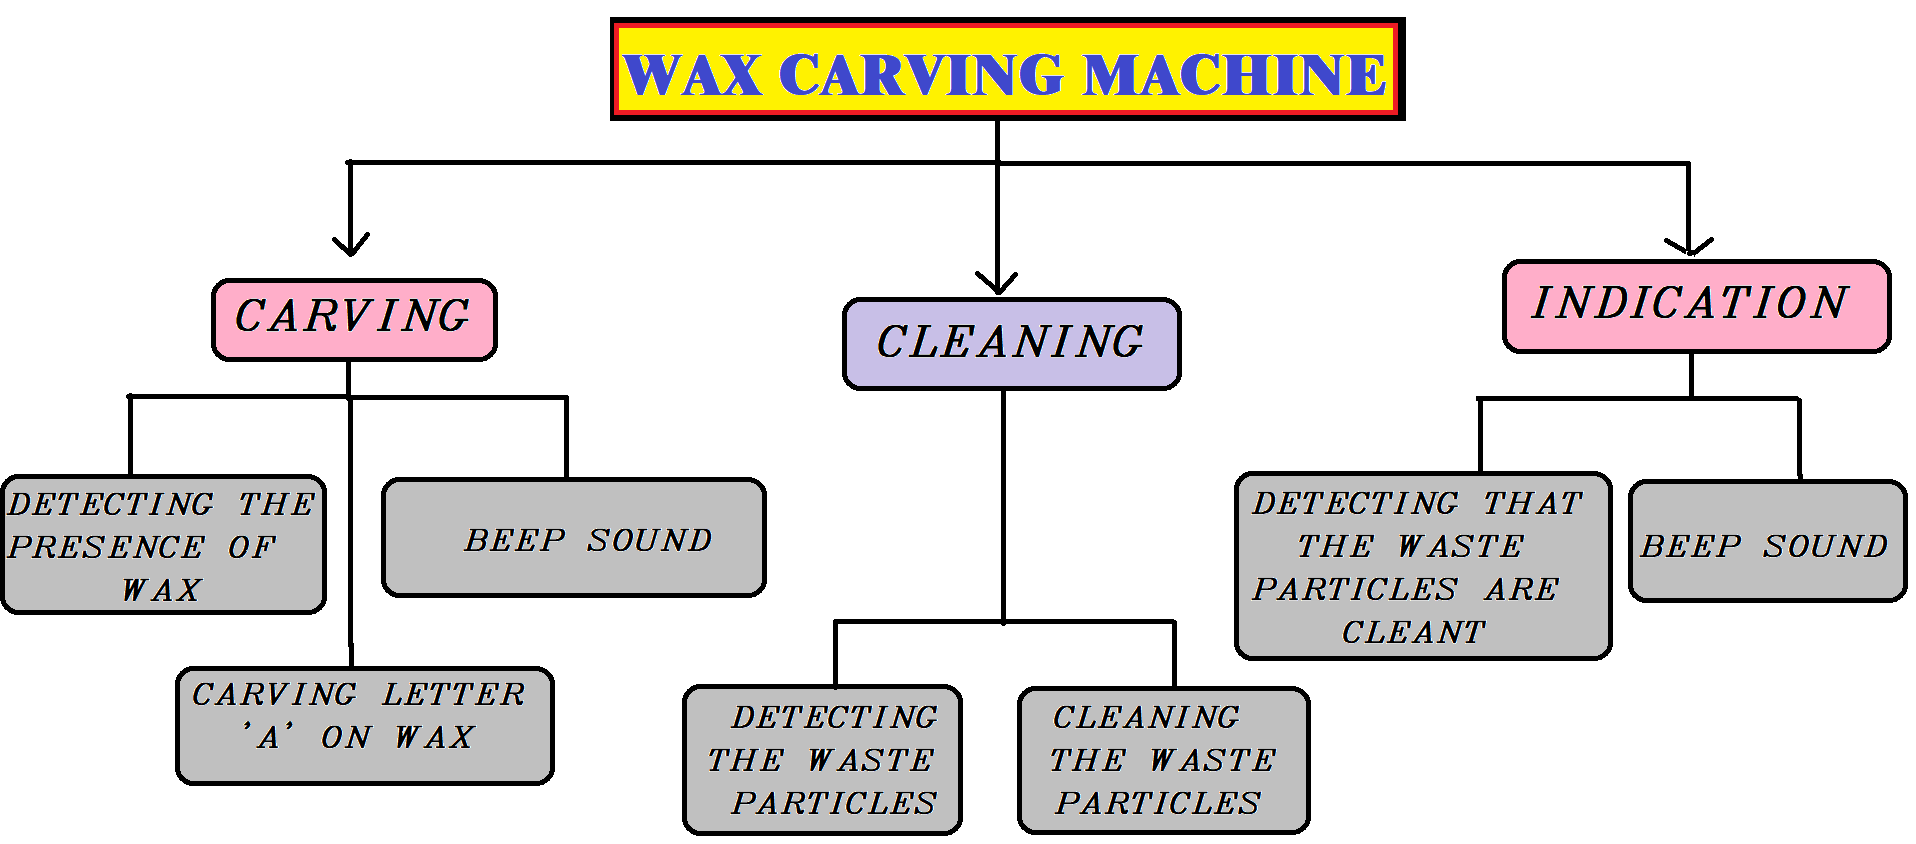 WAX CARVING MACHINE
CARVING
CLEANING
INDICATION
DETECTING THE
PRESENCE OF
WAX
BEEP SOUND
CARVING LETTER
'A' ON WAX
DETECTING
THE WASTE
PARTICLES
CLEANING
THE WASTE
PARTICLES
DETECTING THAT
THE WASTE
PARTICLES ARE
CLEANT
BEEP SOUND